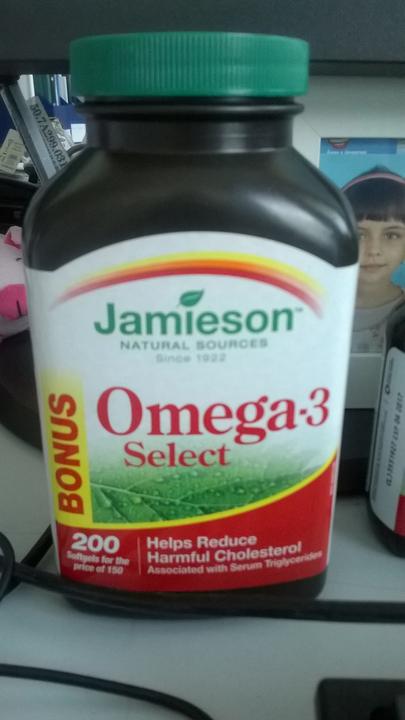 Jamieson™
NATURAL SOURCES
Since 1922
BONUS
Omega-3
Select
200
Softgels for the
price of 150
Helps Reduce
Harmful Cholesterol
Associated with Serum Triglycerides